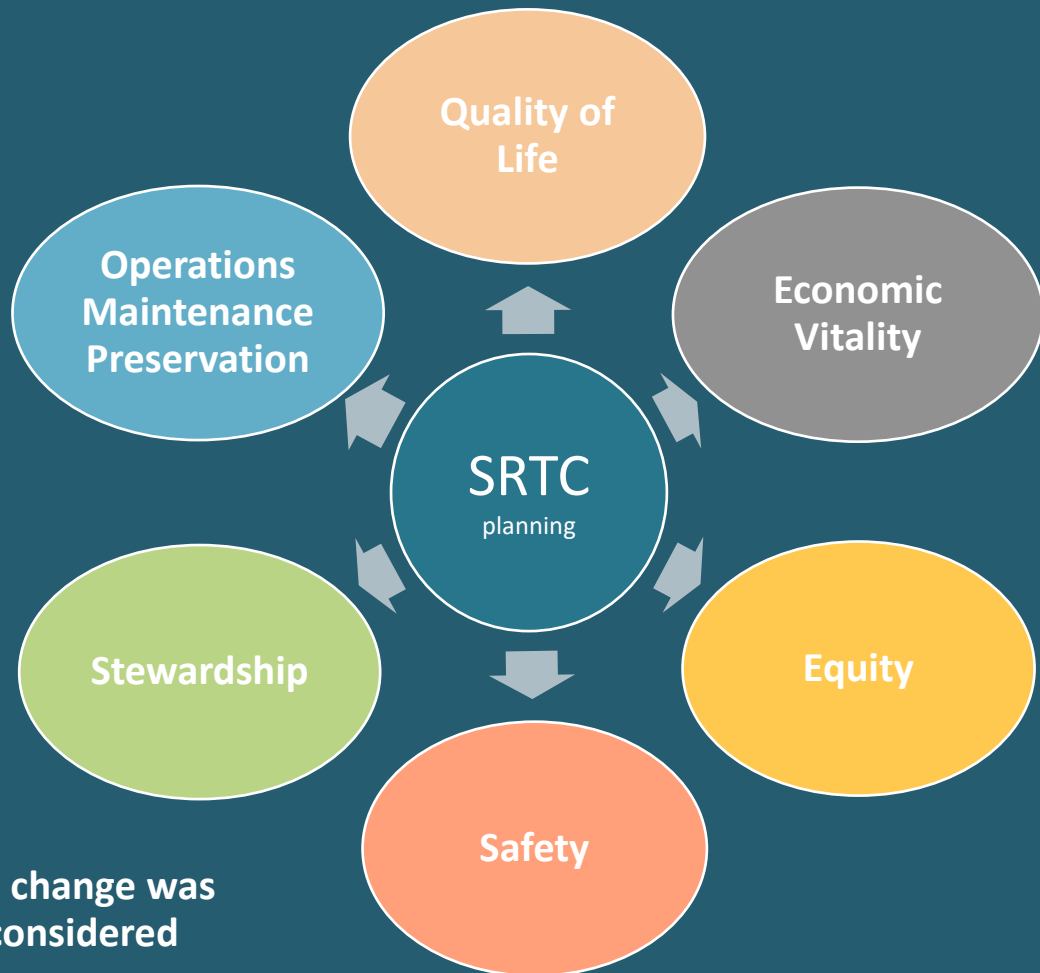 Quality of
Life
Operations
Maintenance
Preservation
Economic
Vitality
SRTC
planning
Stewardship
Equity
Safety
change was
considered